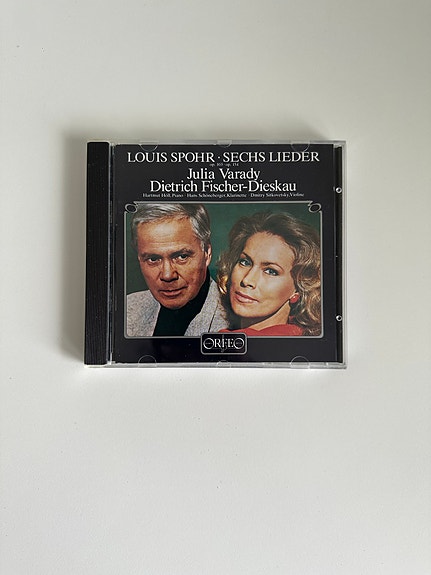 LOUIS SPOHR · SECHS LIEDER
op. 103 · op. 154
Julia Varady
Dietrich Fischer-Dieskau
Hartmut Höll, Piano · Hans Schöneberger, Klarinette · Dmitry Sitkovetsky, Violine
ORFEO